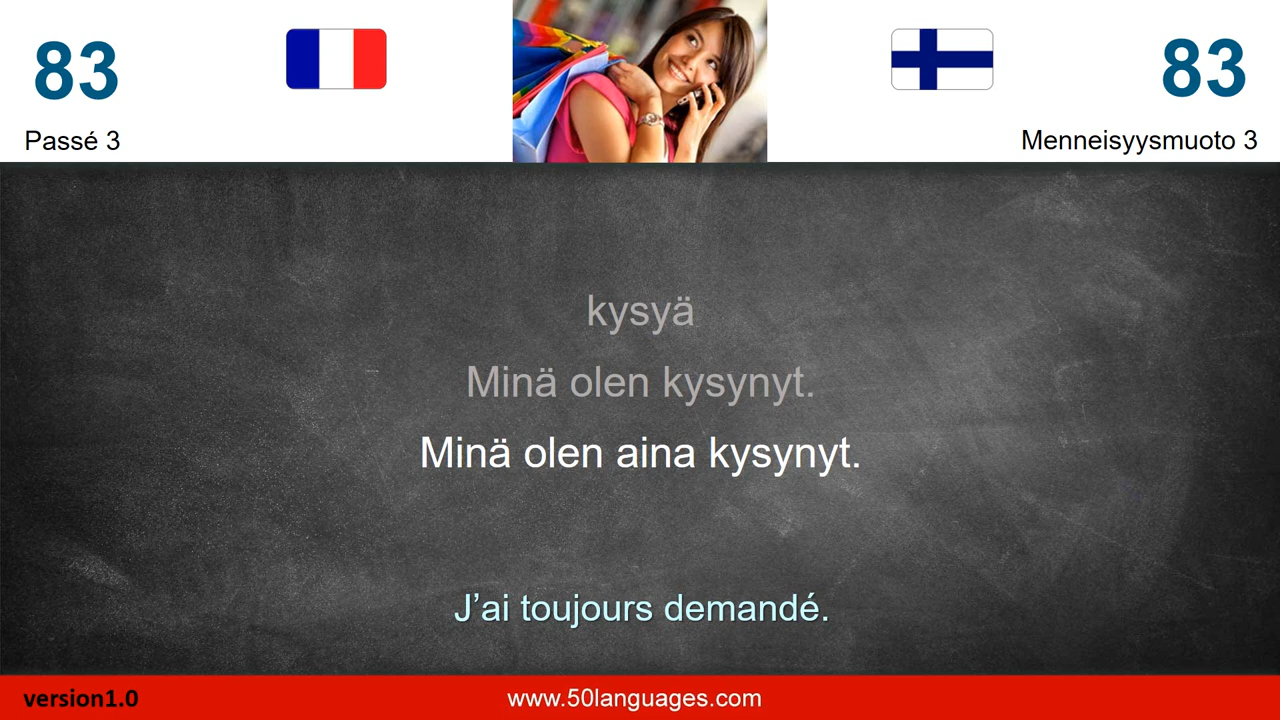 83
83
Passé 3
Menneisyysmuoto 3
kysyä
Minä olen kysynyt.
Minä olen aina kysynyt.
J’ai toujours demandé.
version1.0
www.50languages.com